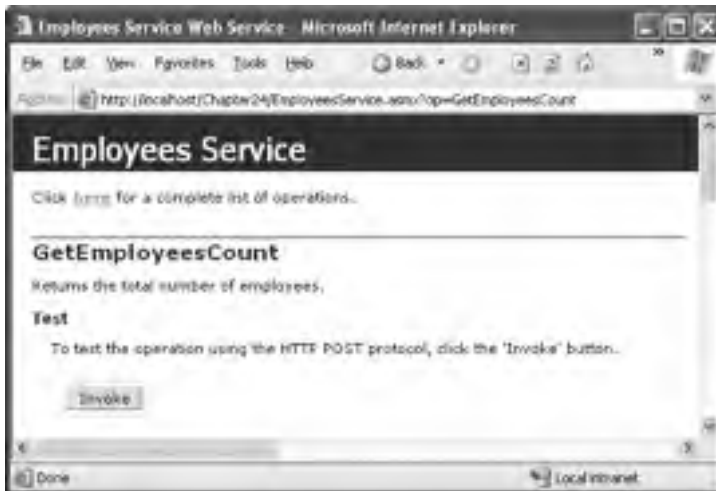 Employees Service Web Service - Microsoft Internet Explorer
File Edit View Favorites Tools Help Back »
Address http://localhost/Chapter24/EmployeesService.asmx?op=GetEmployeesCount
Employees Service
Click here for a complete list of operations.
GetEmployeesCount
Returns the total number of employees.
Test
To test the operation using the HTTP POST protocol, click the 'Invoke' button.
Invoke
Done Local intranet